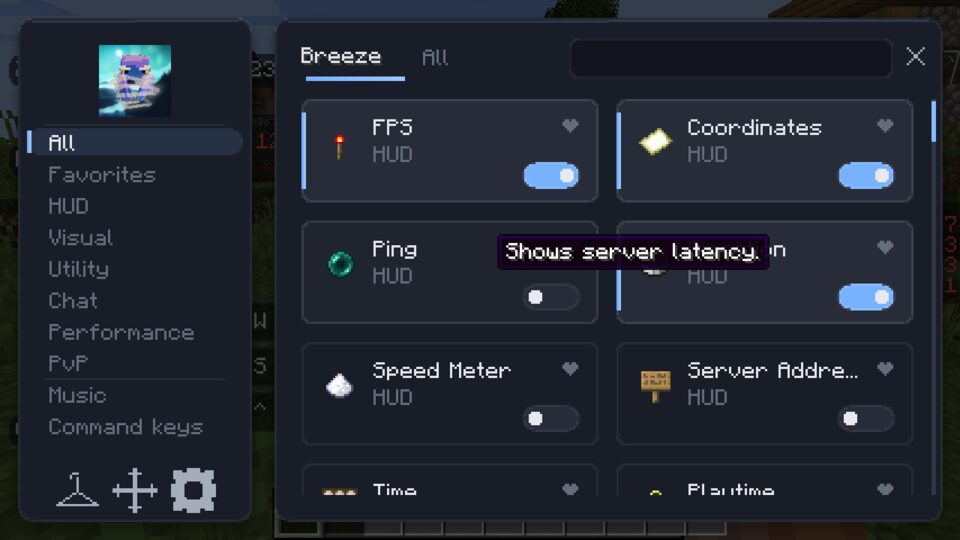 Breeze
All
FPS
HUD
Coordinates
HUD
All
Favorites
HUD
Visual
Utility
Chat
Performance
PvP
Music
Command keys
Ping
HUD
Shows server latency.
HUD
Speed Meter
HUD
Server Addre...
HUD
Time
Playtime
W
S